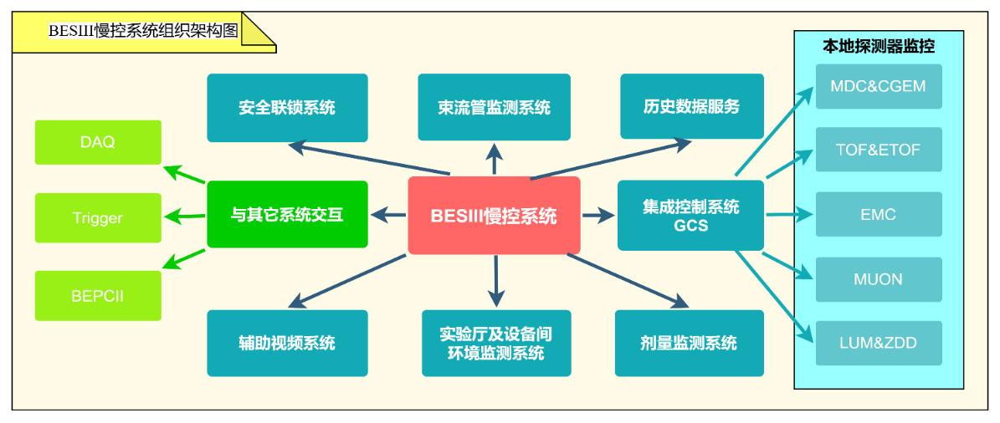 BESIII慢控系统组织架构图
本地探测器监控
安全联锁系统
束流管监测系统
历史数据服务
MDC&CGEM
DAQ
TOF&ETOF
与其它系统交互
BESIII慢控系统
集成控制系统
GCS
Trigger
EMC
BEPCII
MUON
辅助视频系统
实验厅及设备间
环境监测系统
剂量监测系统
LUM&ZDD